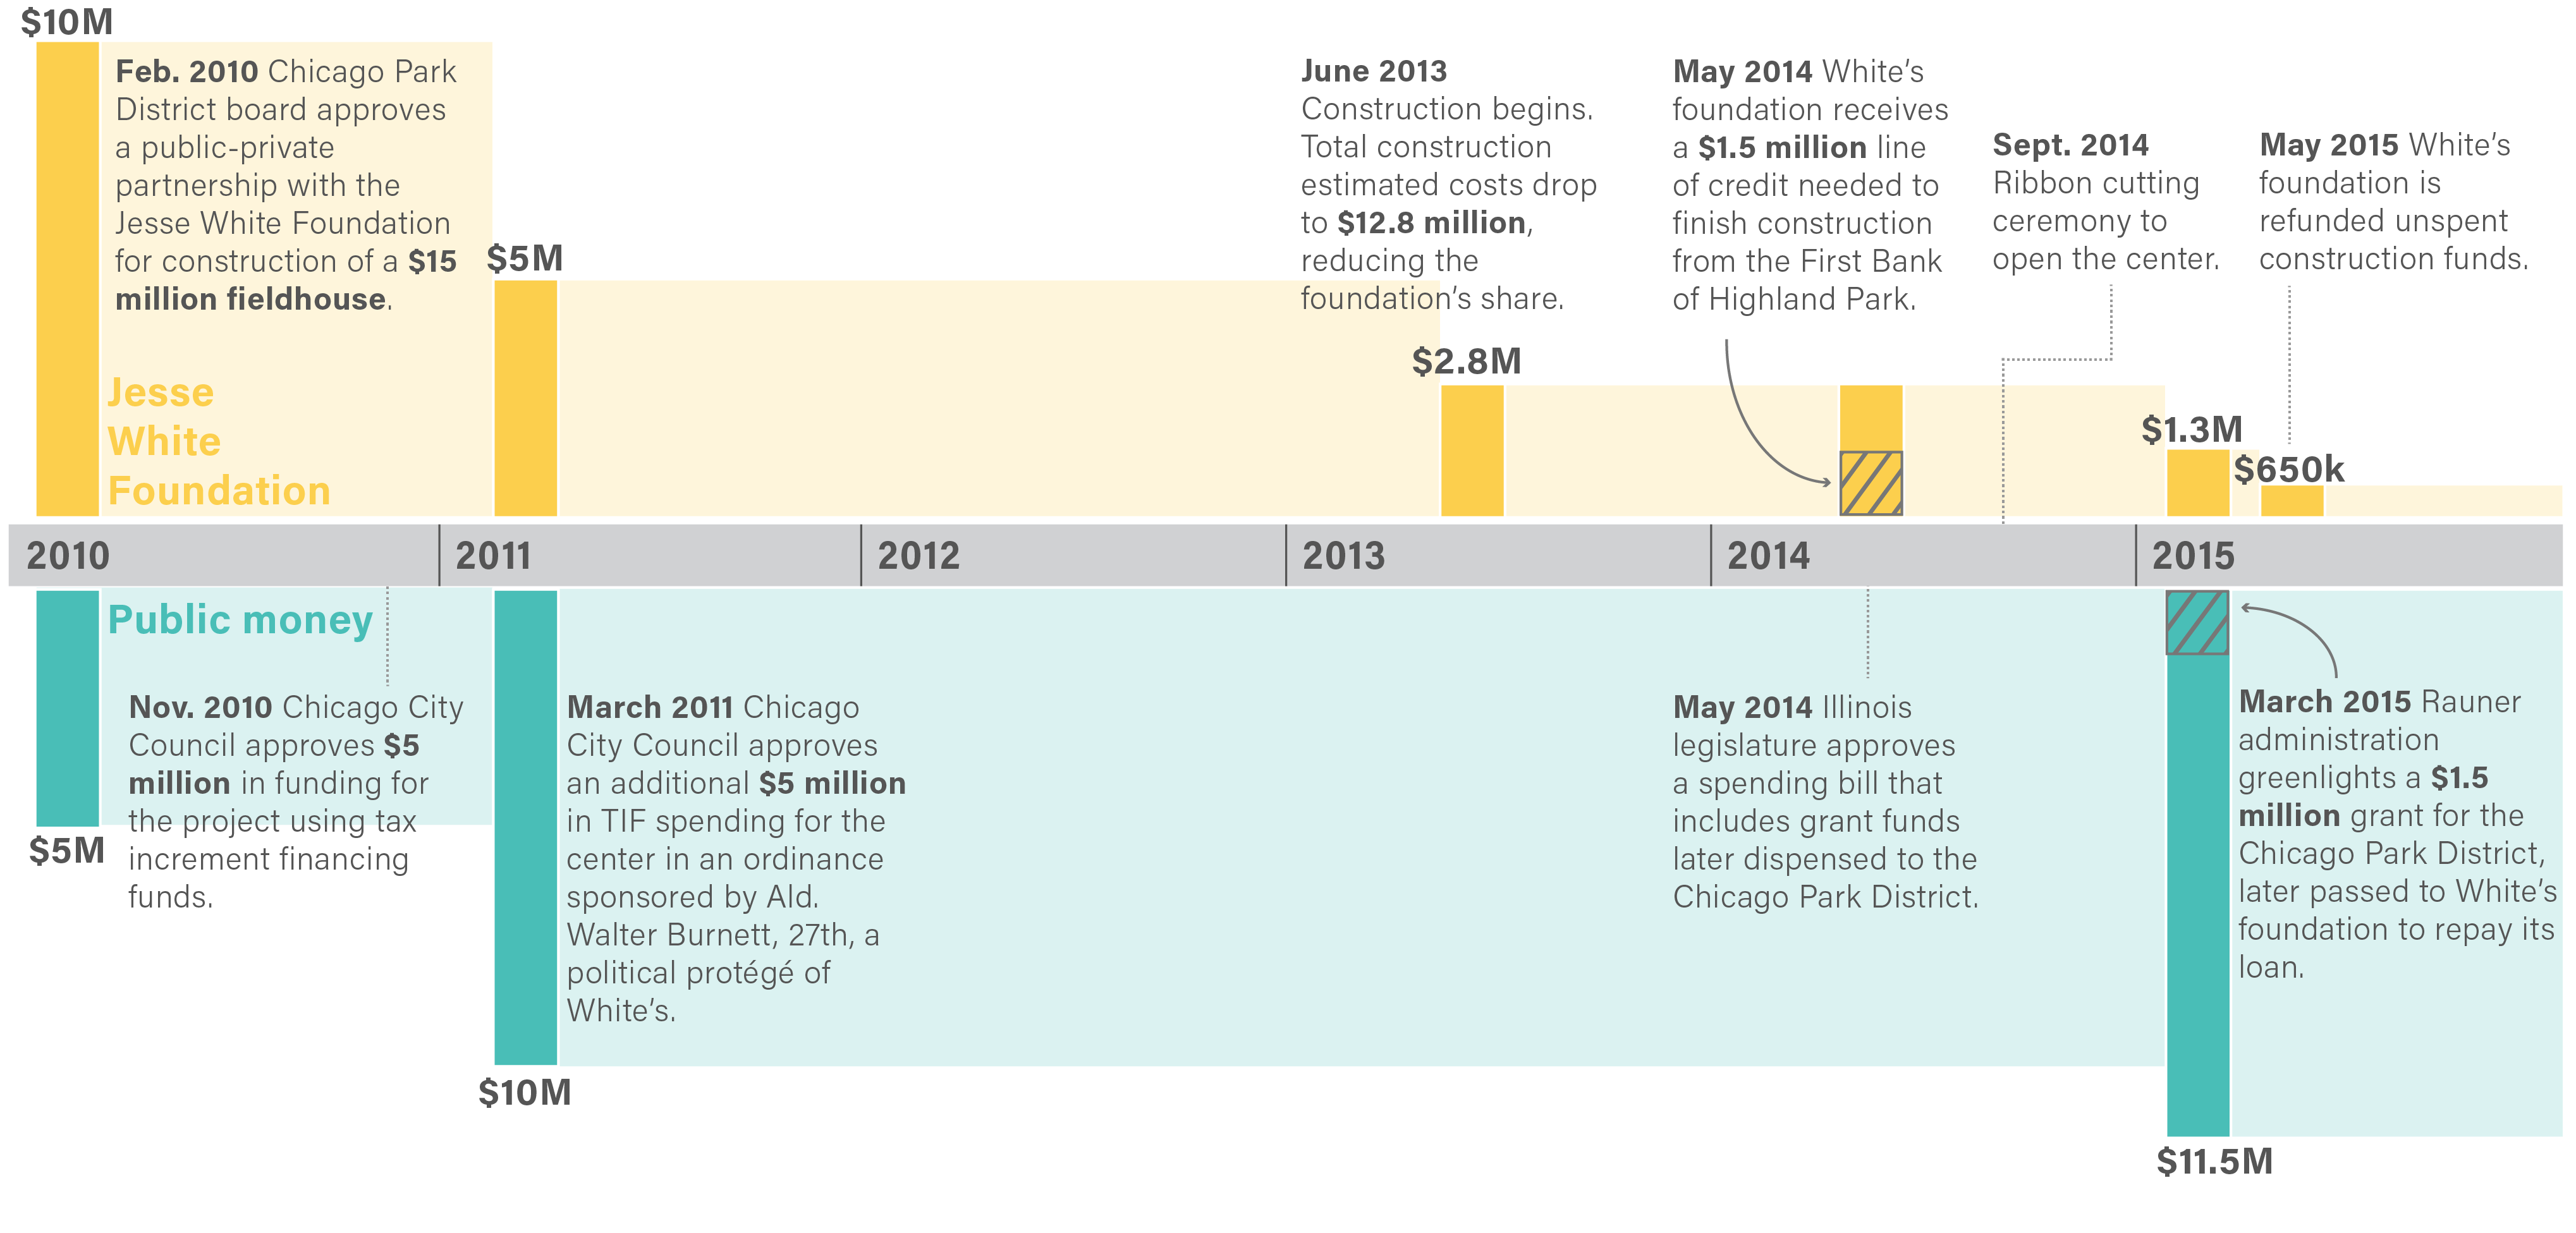 $10M
Feb. 2010 Chicago Park
District board approves
a public-private
partnership with the
Jesse White Foundation
for construction of a $15
million fieldhouse.
$5M
June 2013
Construction begins.
Total construction
estimated costs drop
to $12.8 million,
reducing the
foundation's share.
$2.8M
May 2014 White's
foundation receives
a $1.5 million line
of credit needed to
finish construction
from the First Bank
of Highland Park.
Sept. 2014
Ribbon cutting
ceremony to
open the center.
May 2015 White's
foundation is
refunded unspent
construction funds.
$1.3M
$650k
Jesse
White
Foundation
2010
2011
2012
2013
2014
2015
Public money
$5M
Nov. 2010 Chicago City
Council approves $5
million in funding for
the project using tax
increment financing
funds.
March 2011 Chicago
City Council approves
an additional $5 million
in TIF spending for the
center in an ordinance
sponsored by Ald.
Walter Burnett, 27th, a
political protégé of
White's.
$10M
May 2014 Illinois
legislature approves
a spending bill that
includes grant funds
later dispensed to the
Chicago Park District.
March 2015 Rauner
administration
greenlights a $1.5
million grant for the
Chicago Park District,
later passed to White's
foundation to repay its
loan.
$11.5M